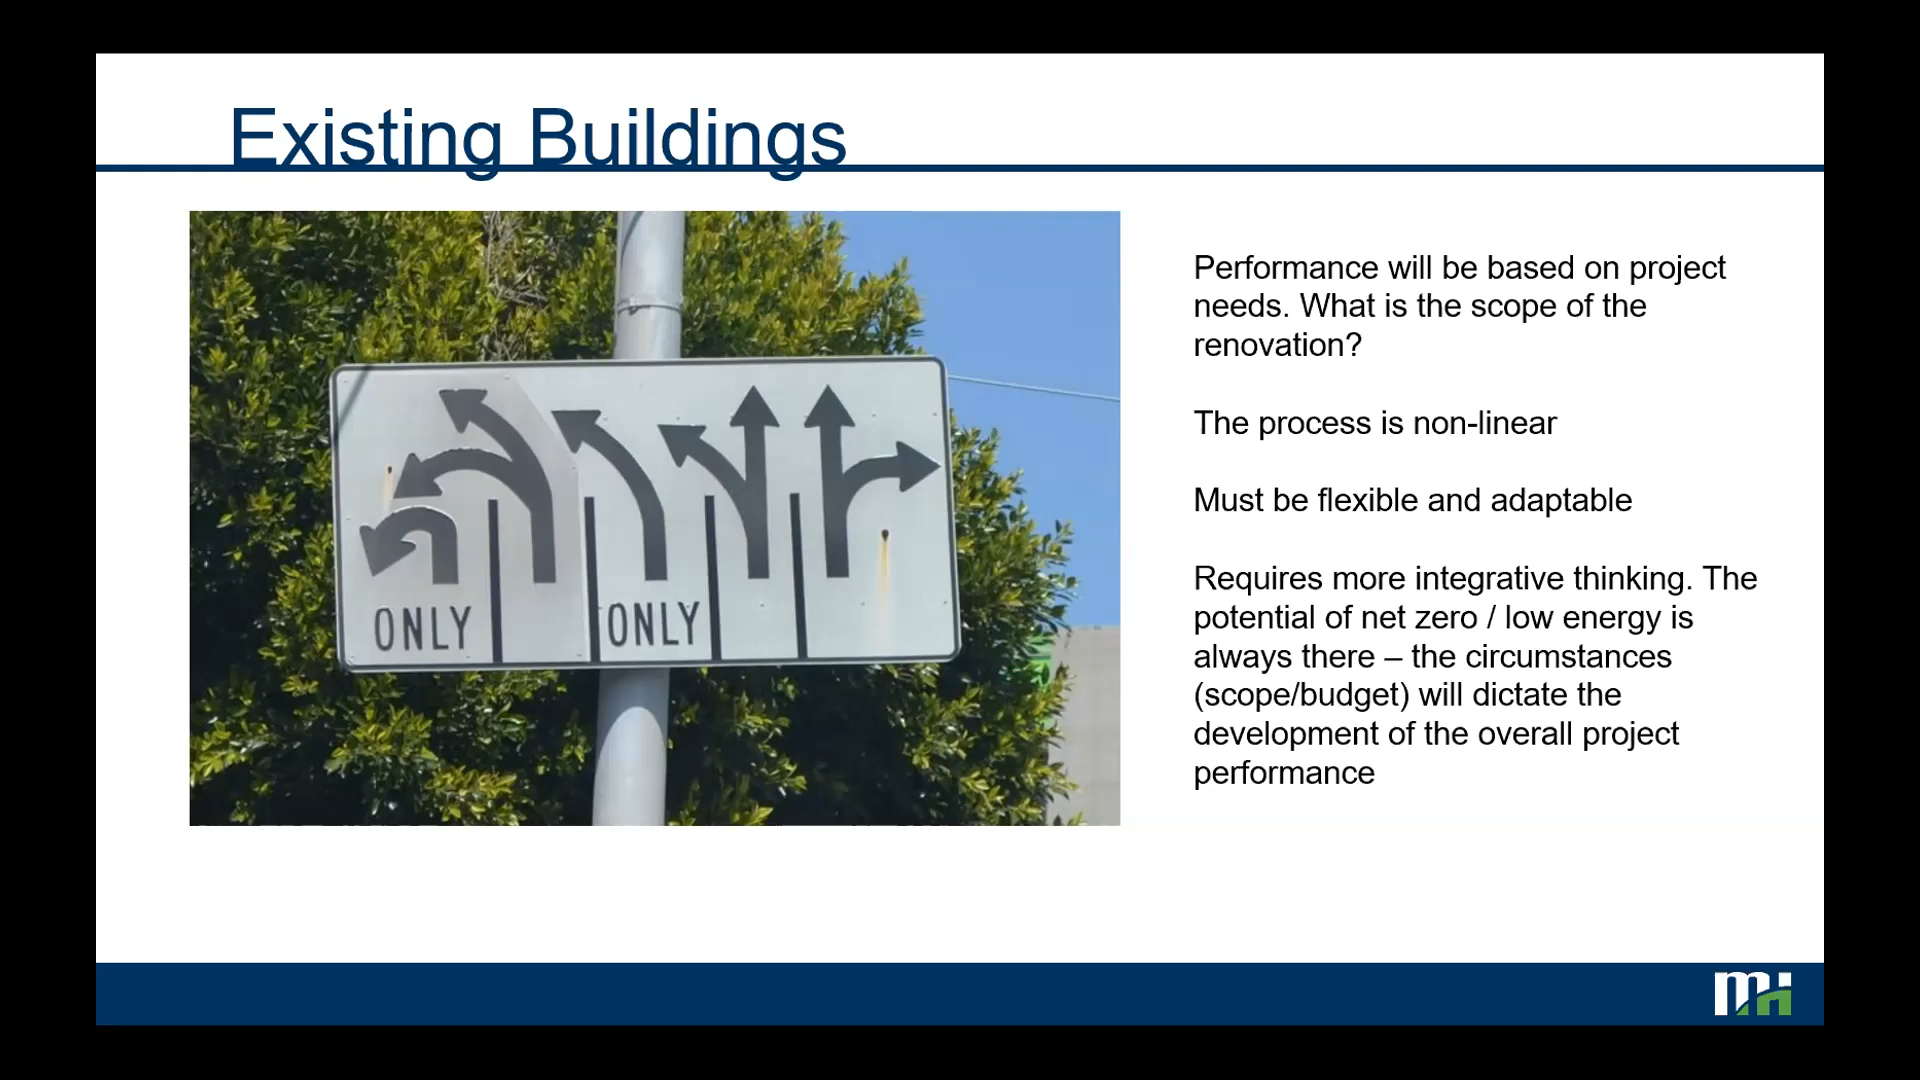 Existing Buildings
ONLY
ONLY
Performance will be based on project
needs. What is the scope of the
renovation?
The process is non-linear
Must be flexible and adaptable
Requires more integrative thinking. The
potential of net zero / low energy is
always there – the circumstances
(scope/budget) will dictate the
development of the overall project
performance